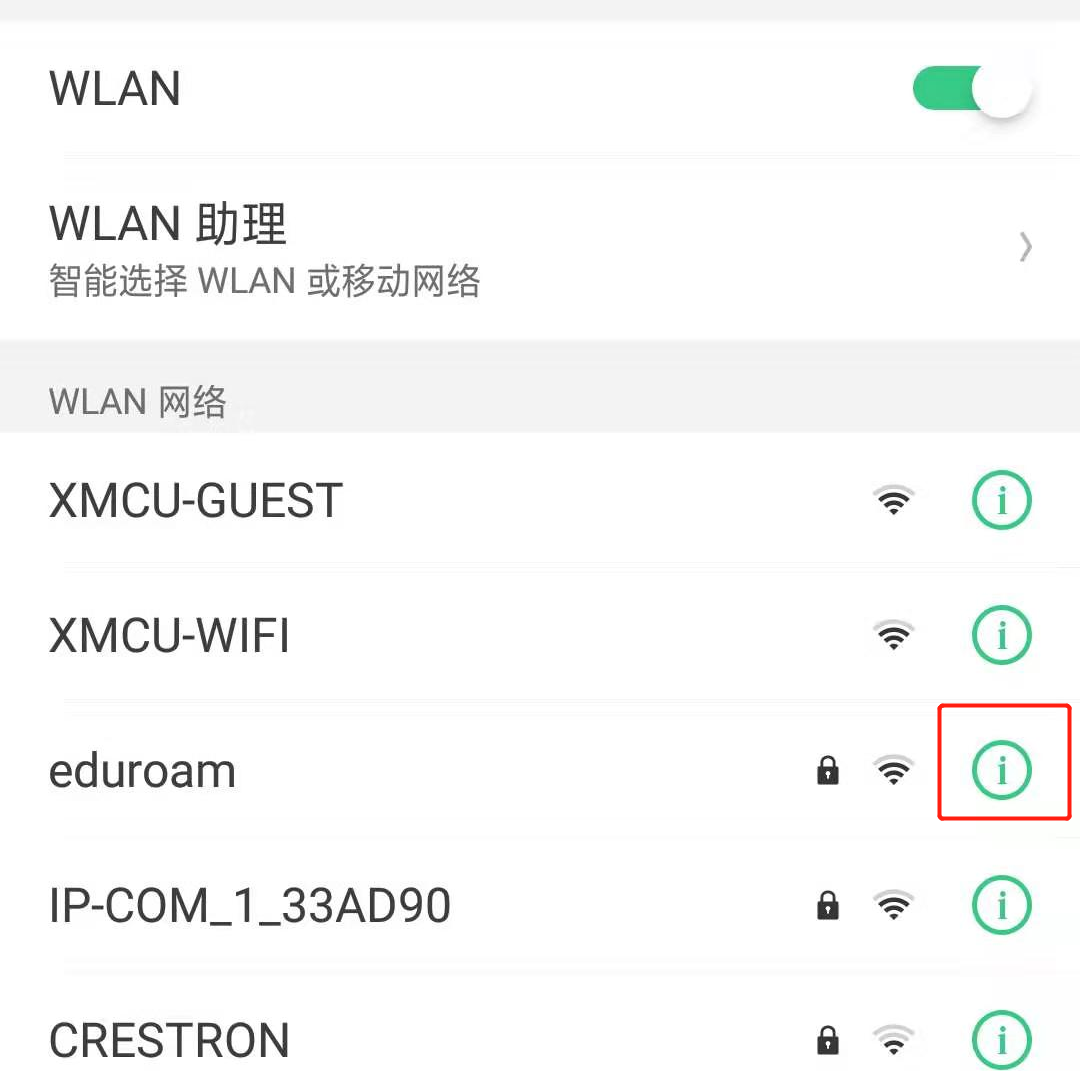 WLAN
WLAN 助理
智能选择 WLAN 或移动网络
WLAN 网络
XMCU-GUEST
XMCU-WIFI
eduroam
IP-COM_1_33AD90
CRESTRON